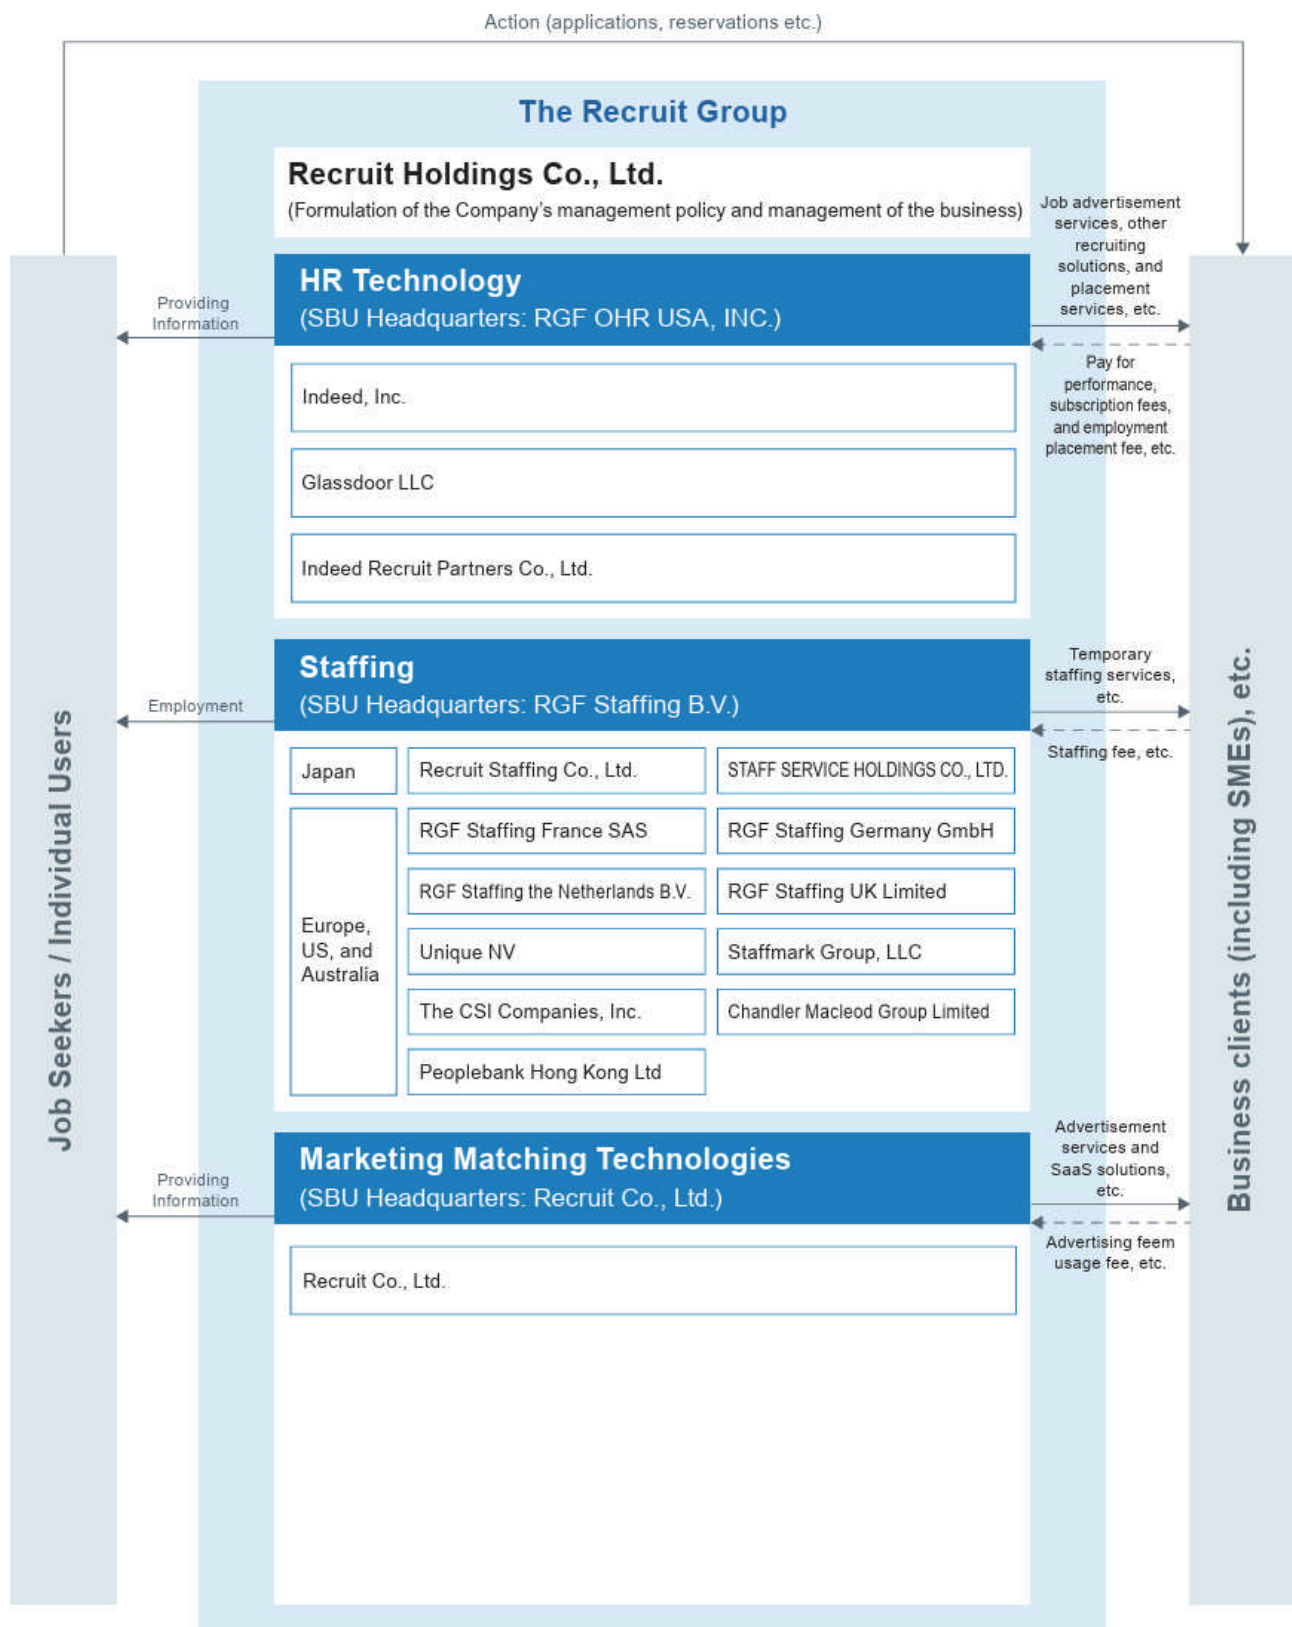 Action (applications, reservations etc.)
The Recruit Group
Recruit Holdings Co., Ltd.
(Formulation of the Company’s management policy and management of the business)
Job advertisement
services, other
recruiting
solutions, and
placement
services, etc.
HR Technology
(SBU Headquarters: RGF OHR USA, INC.)
Providing
Information
Pay for
performance,
subscription fees,
and employment
placement fee, etc.
Indeed, Inc.
Glassdoor LLC
Indeed Recruit Partners Co., Ltd.
Staffing
(SBU Headquarters: RGF Staffing B.V.)
Employment
Temporary
staffing services,
etc.
Staffing fee, etc.
Japan
Recruit Staffing Co., Ltd.
STAFF SERVICE HOLDINGS CO., LTD.
Europe,
US, and
Australia
RGF Staffing France SAS
RGF Staffing Germany GmbH
RGF Staffing the Netherlands B.V.
RGF Staffing UK Limited
Unique NV
Staffmark Group, LLC
The CSI Companies, Inc.
Chandler Macleod Group Limited
Peoplebank Hong Kong Ltd
Marketing Matching Technologies
(SBU Headquarters: Recruit Co., Ltd.)
Providing
Information
Advertisement
services and
SaaS solutions,
etc.
Advertising feem
usage fee, etc.
Recruit Co., Ltd.
Job Seekers / Individual Users
Business clients (including SMEs), etc.